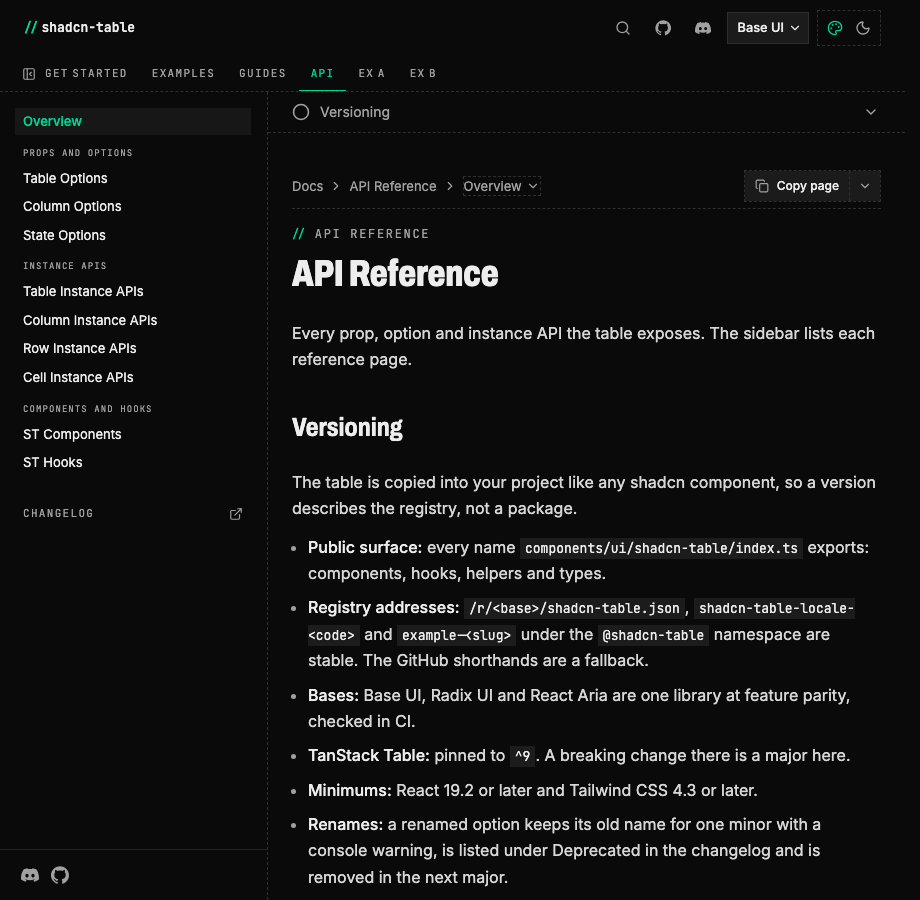 // shadcn-table
Base UI
GET STARTED
EXAMPLES
GUIDES
API
EX A
EX B
Overview
PROPS AND OPTIONS
Table Options
Column Options
State Options
INSTANCE APIS
Table Instance APIs
Column Instance APIs
Row Instance APIs
Cell Instance APIs
COMPONENTS AND HOOKS
ST Components
ST Hooks
CHANGELOG
Versioning
Docs > API Reference > Overview
Copy page
// API REFERENCE
API Reference
Every prop, option and instance API the table exposes. The sidebar lists each
reference page.
Versioning
The table is copied into your project like any shadcn component, so a version
describes the registry, not a package.
• Public surface: every name components/ui/shadcn-table/index.ts exports:
components, hooks, helpers and types.
• Registry addresses: /r/<base>/shadcn-table.json, shadcn-table-locale-
<code> and example-<slug> under the @shadcn-table namespace are
stable. The GitHub shorthands are a fallback.
• Bases: Base UI, Radix UI and React Aria are one library at feature parity,
checked in CI.
• TanStack Table: pinned to ^9. A breaking change there is a major here.
• Minimums: React 19.2 or later and Tailwind CSS 4.3 or later.
• Renames: a renamed option keeps its old name for one minor with a
console warning, is listed under Deprecated in the changelog and is
removed in the next major.